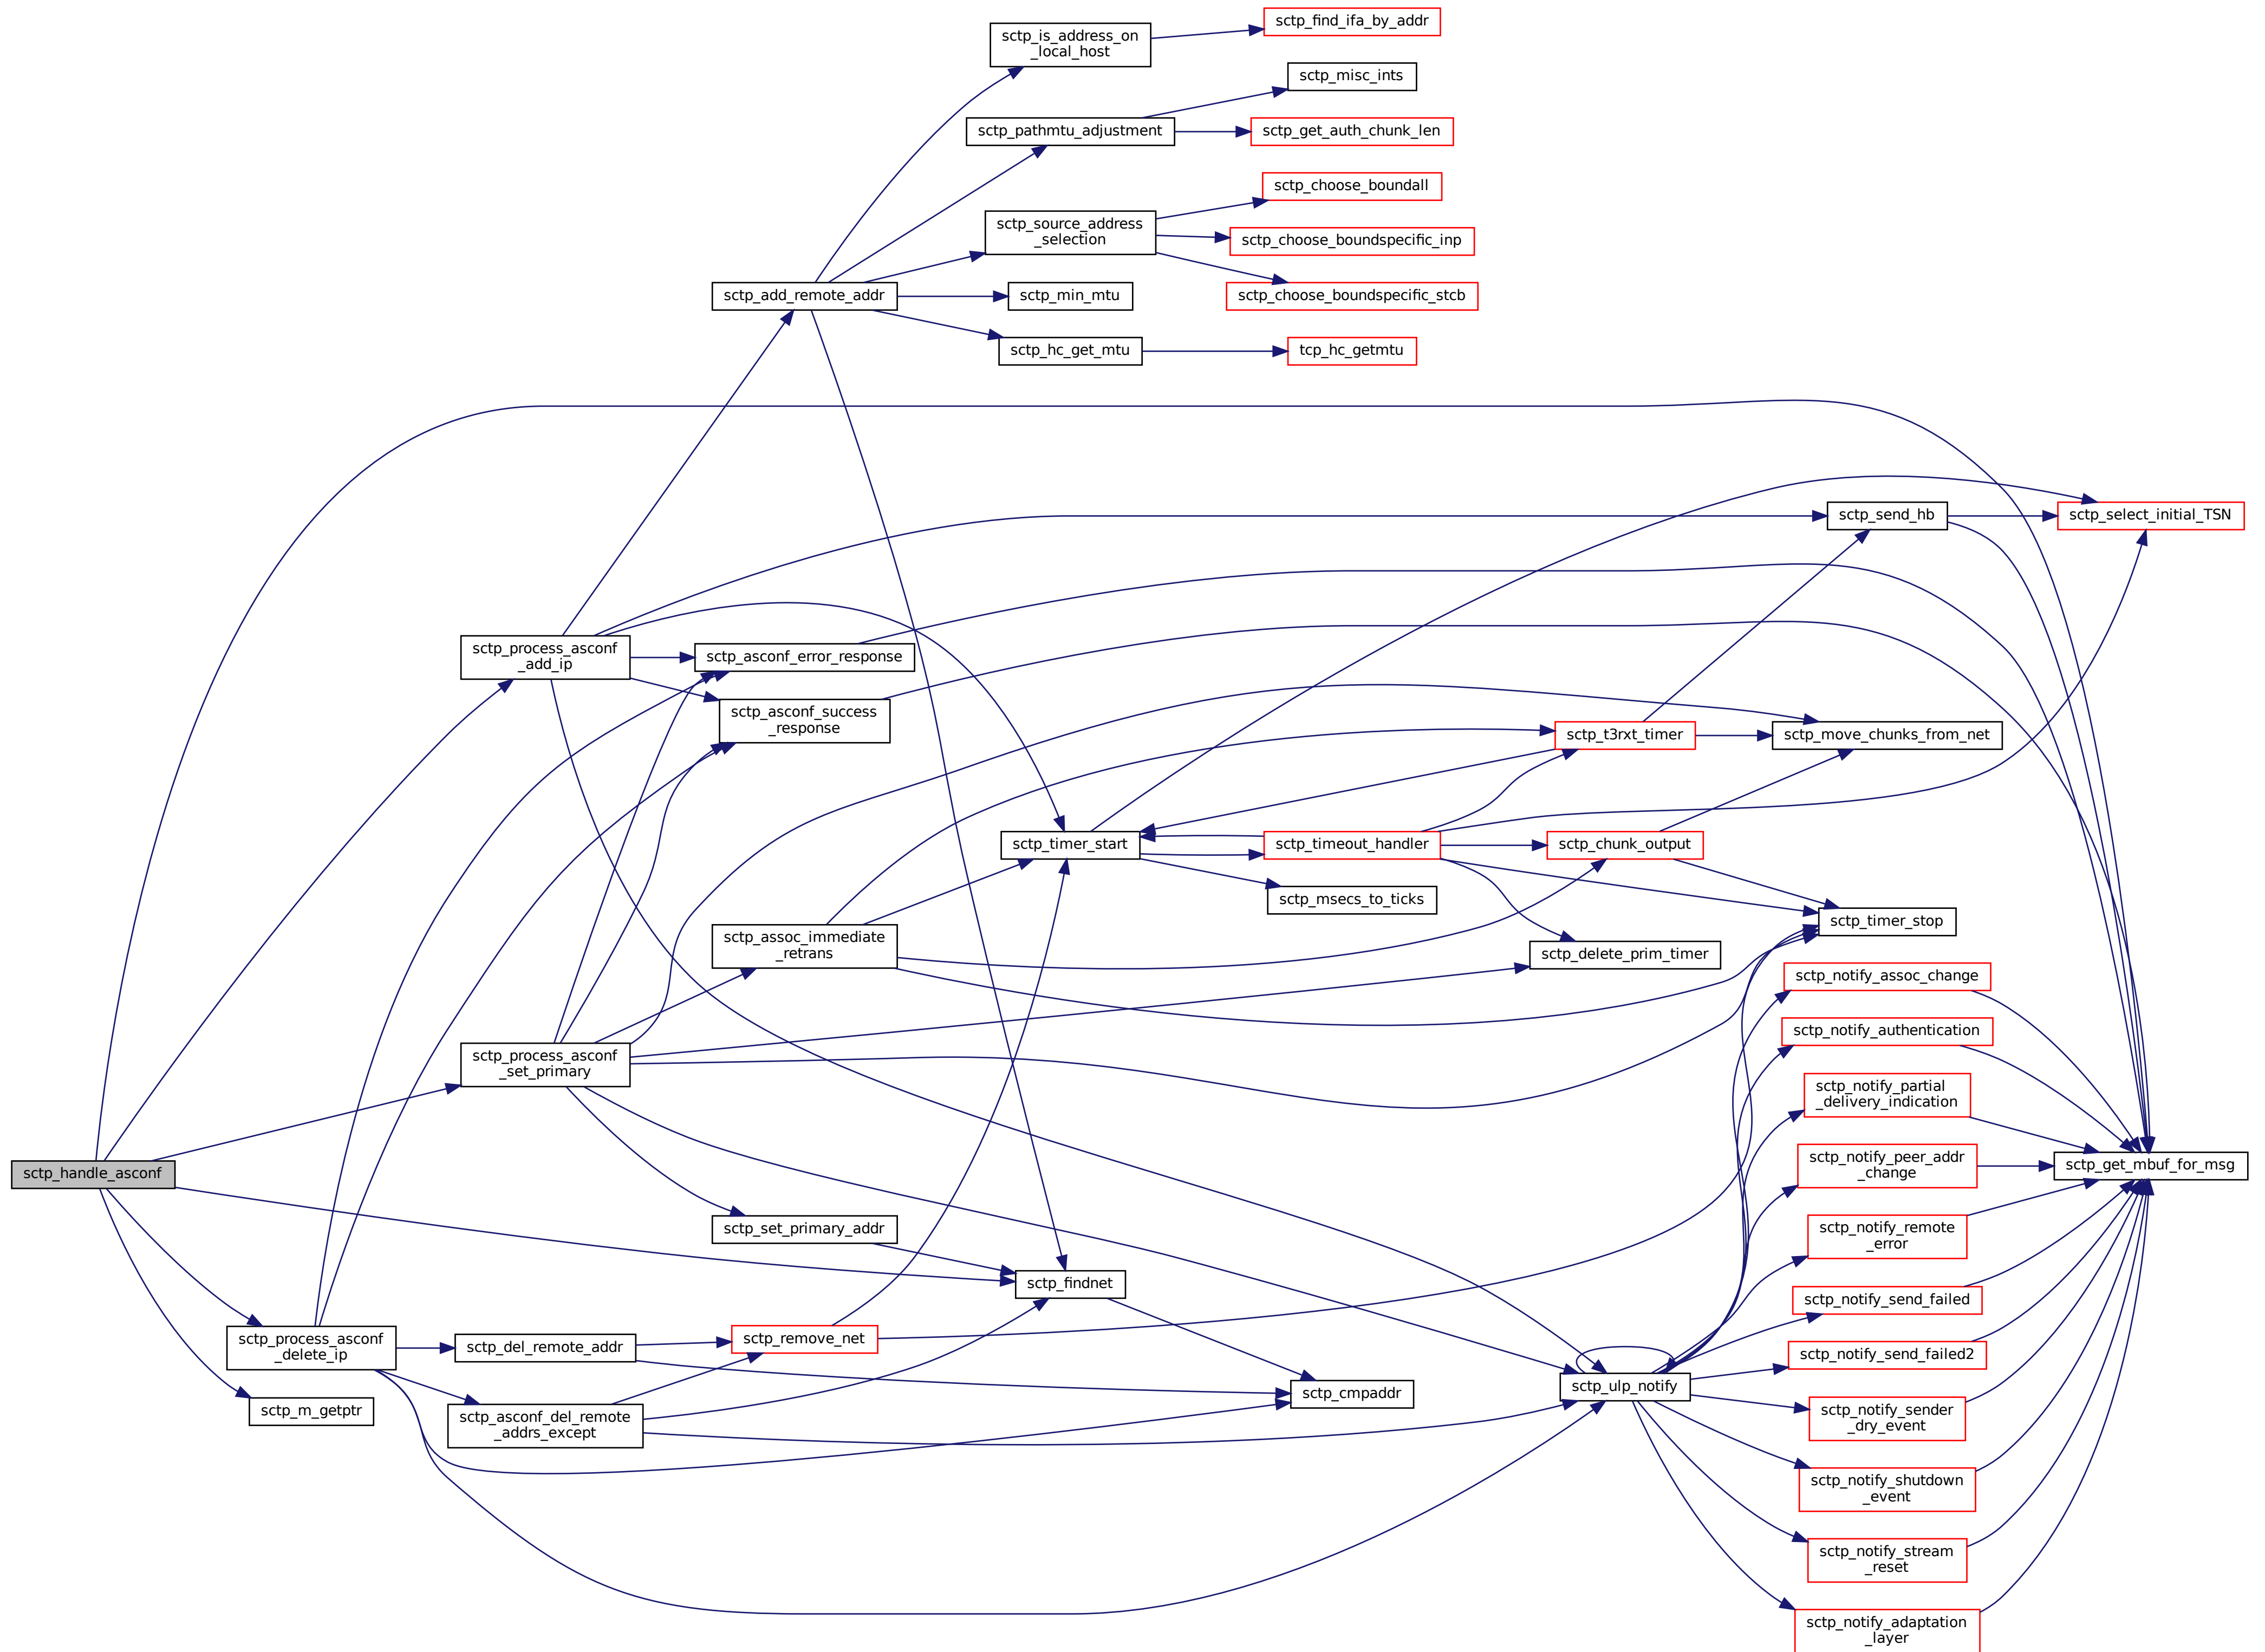 sctp_find_ifa_by_addr
sctp_is_address_on
_local_host
sctp_misc_ints
sctp_pathmtu_adjustment
sctp_get_auth_chunk_len
sctp_choose_boundall
sctp_source_address
_selection
sctp_choose_boundspecific_inp
sctp_add_remote_addr
sctp_min_mtu
sctp_choose_boundspecific_stcb
sctp_hc_get_mtu
tcp_hc_getmtu
sctp_send_hb
sctp_select_initial_TSN
sctp_process_asconf
_add_ip
sctp_asconf_error_response
sctp_asconf_success
_response
sctp_t3rxt_timer
sctp_move_chunks_from_net
sctp_timer_start
sctp_timeout_handler
sctp_chunk_output
sctp_msecs_to_ticks
sctp_timer_stop
sctp_assoc_immediate
_retrans
sctp_delete_prim_timer
sctp_notify_assoc_change
sctp_notify_authentication
sctp_process_asconf
_set_primary
sctp_notify_partial
_delivery_indication
sctp_handle_asconf
sctp_notify_peer_addr
_change
sctp_get_mbuf_for_msg
sctp_set_primary_addr
sctp_notify_remote
_error
sctp_findnet
sctp_notify_send_failed
sctp_process_asconf
_delete_ip
sctp_del_remote_addr
sctp_remove_net
sctp_notify_send_failed2
sctp_cmpaddr
sctp_ulp_notify
sctp_m_getptr
sctp_asconf_del_remote
_addrs_except
sctp_notify_sender
_dry_event
sctp_notify_shutdown
_event
sctp_notify_stream
_reset
sctp_notify_adaptation
_layer